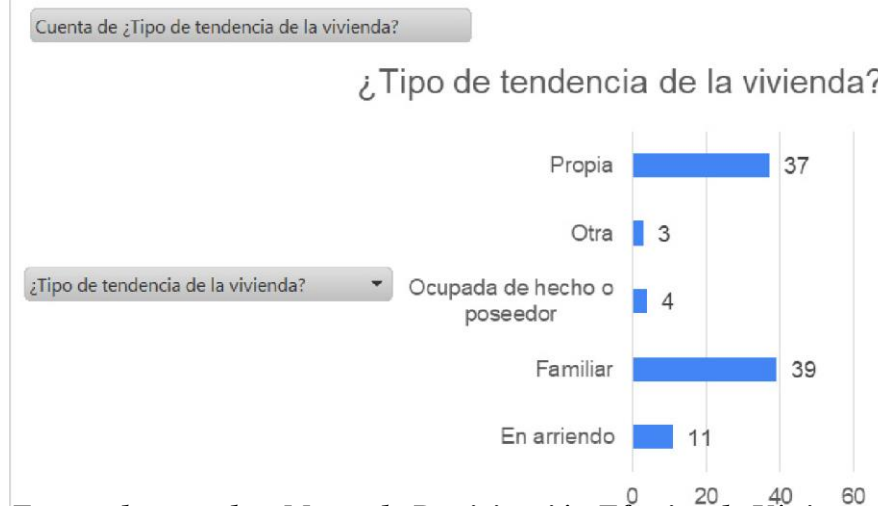 Cuenta de ¿Tipo de tendencia de la vivienda?
¿Tipo de tendencia de la vivienda?
Propia 37
Otra 3
¿Tipo de tendencia de la vivienda?
Ocupada de hecho o
poseedor 4
Familiar 39
En arriendo 11
0 20 40 60